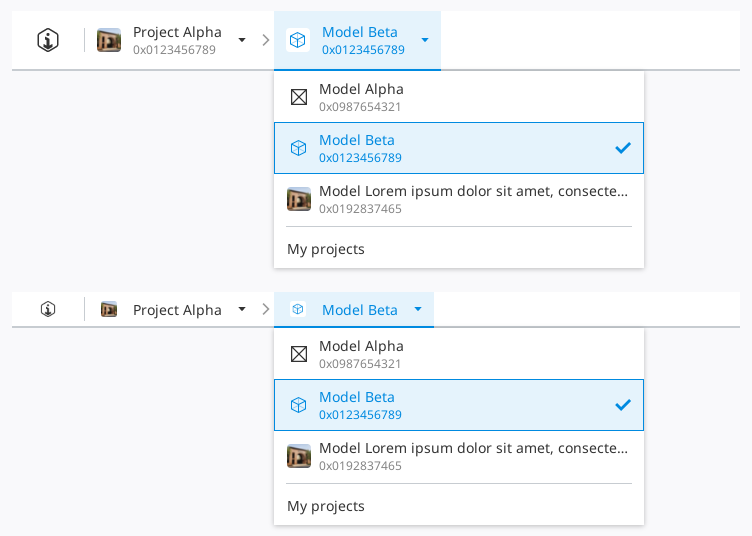 Project Alpha
0x0123456789
Model Beta
0x0123456789
Model Alpha
0x0987654321
Model Beta
0x0123456789
Model Lorem ipsum dolor sit amet, consecte...
0x0192837465
My projects
Project Alpha
Model Beta
Model Alpha
0x0987654321
Model Beta
0x0123456789
Model Lorem ipsum dolor sit amet, consecte...
0x0192837465
My projects